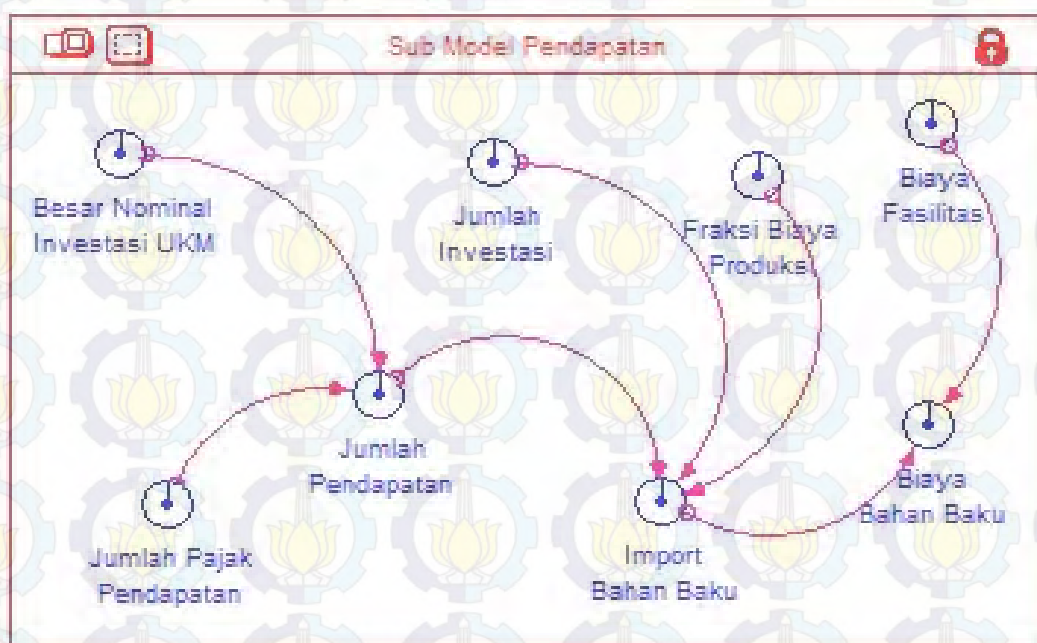 Sub Model Pendapatan
Besar Nominal
Investasi UKM
Jumlah
Investasi
Fraksi Biaya
Produksi
Biaya
Fasilitas
Jumlah
Pendapatan
Jumlah Pajak
Pendapatan
Import
Bahan Baku
Biaya
Bahan Baku